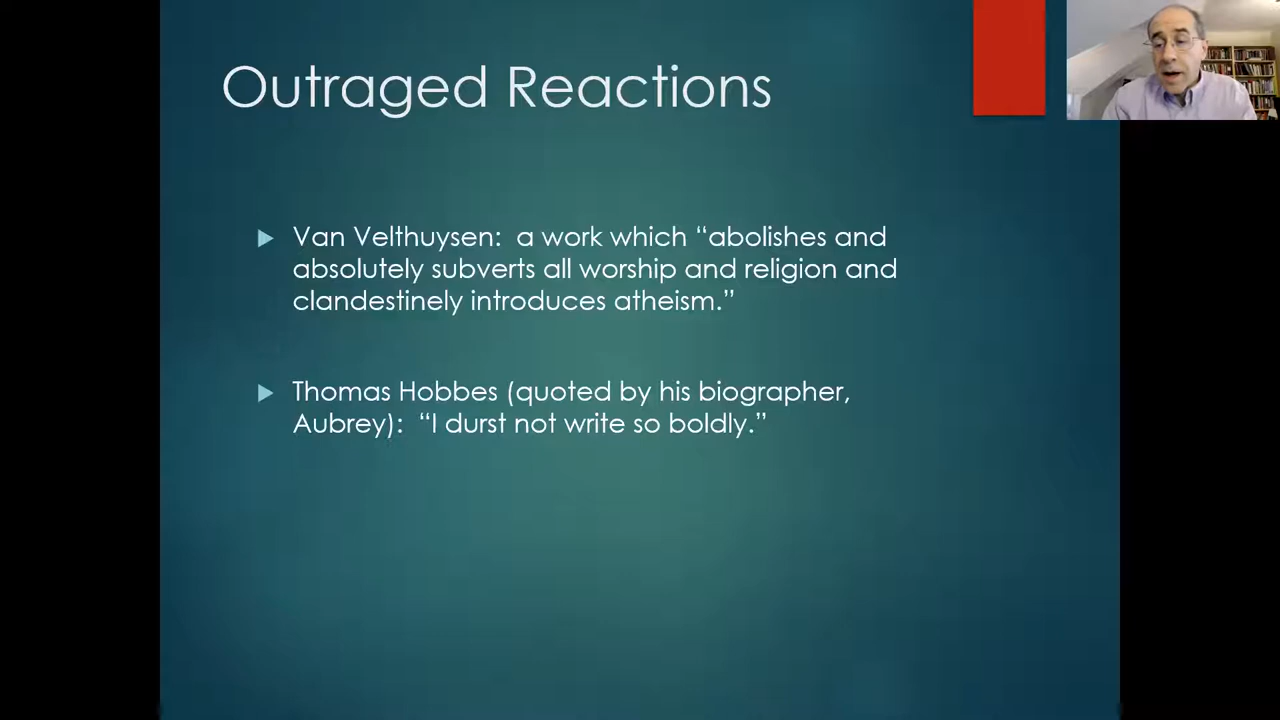 Outraged Reactions
Van Velthuysen:  a work which “abolishes and
absolutely subverts all worship and religion and
clandestinely introduces atheism.”
Thomas Hobbes (quoted by his biographer,
Aubrey):  “I durst not write so boldly.”